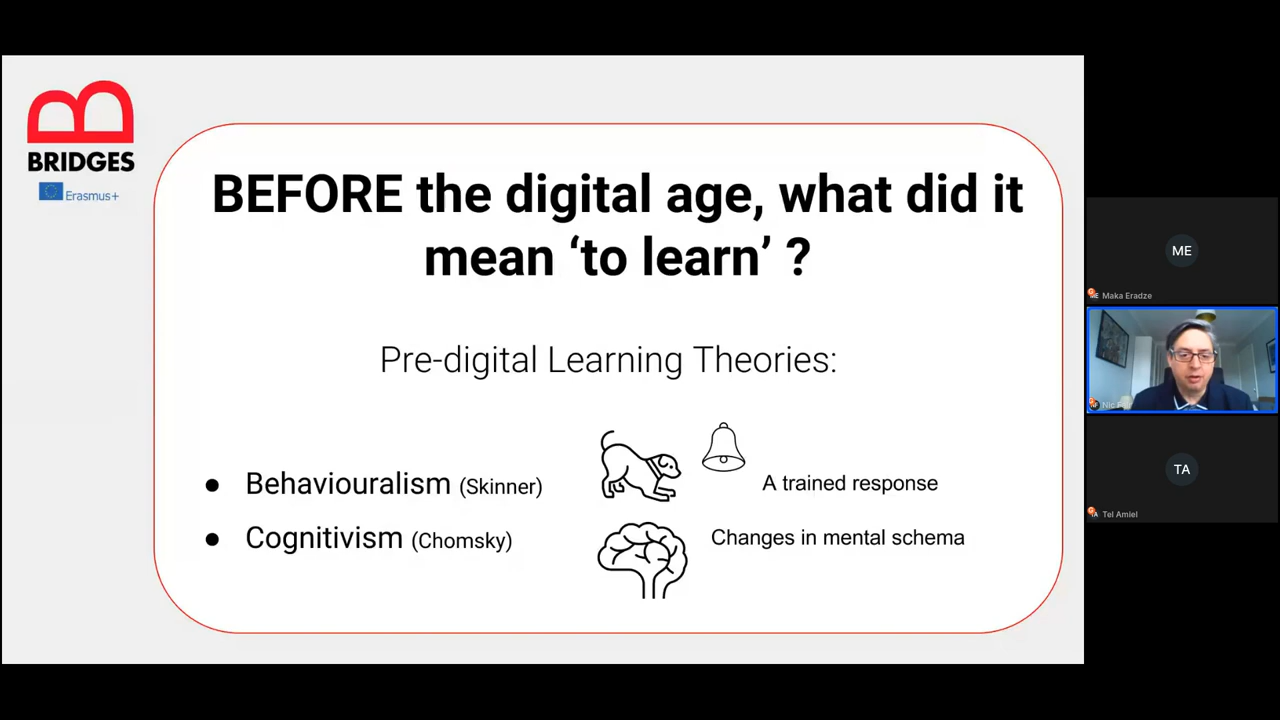 BRIDGES
Erasmus+
BEFORE the digital age, what did it
mean ‘to learn’ ?
Pre-digital Learning Theories:
● Behaviouralism (Skinner)
A trained response
● Cognitivism (Chomsky)
Changes in mental schema
ME
Maka Eradze
Nic
TA
Tel Amiel